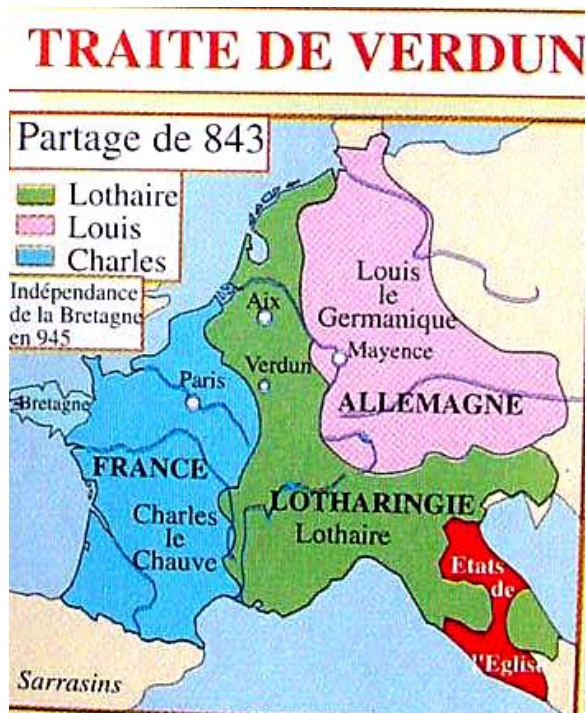 TRAITE DE VERDUN
Partage de 843
Lothaire
Louis
Charles
Indépendance
de la Bretagne
en 945
Louis
le
Germanique
Aix
Mayence
Verdun
Paris
Bretagne
ALLEMAGNE
FRANCE
LOTHARINGIE
Charles
le
Chauve
Lothaire
Etats
de
l'Eglise
Sarrasins